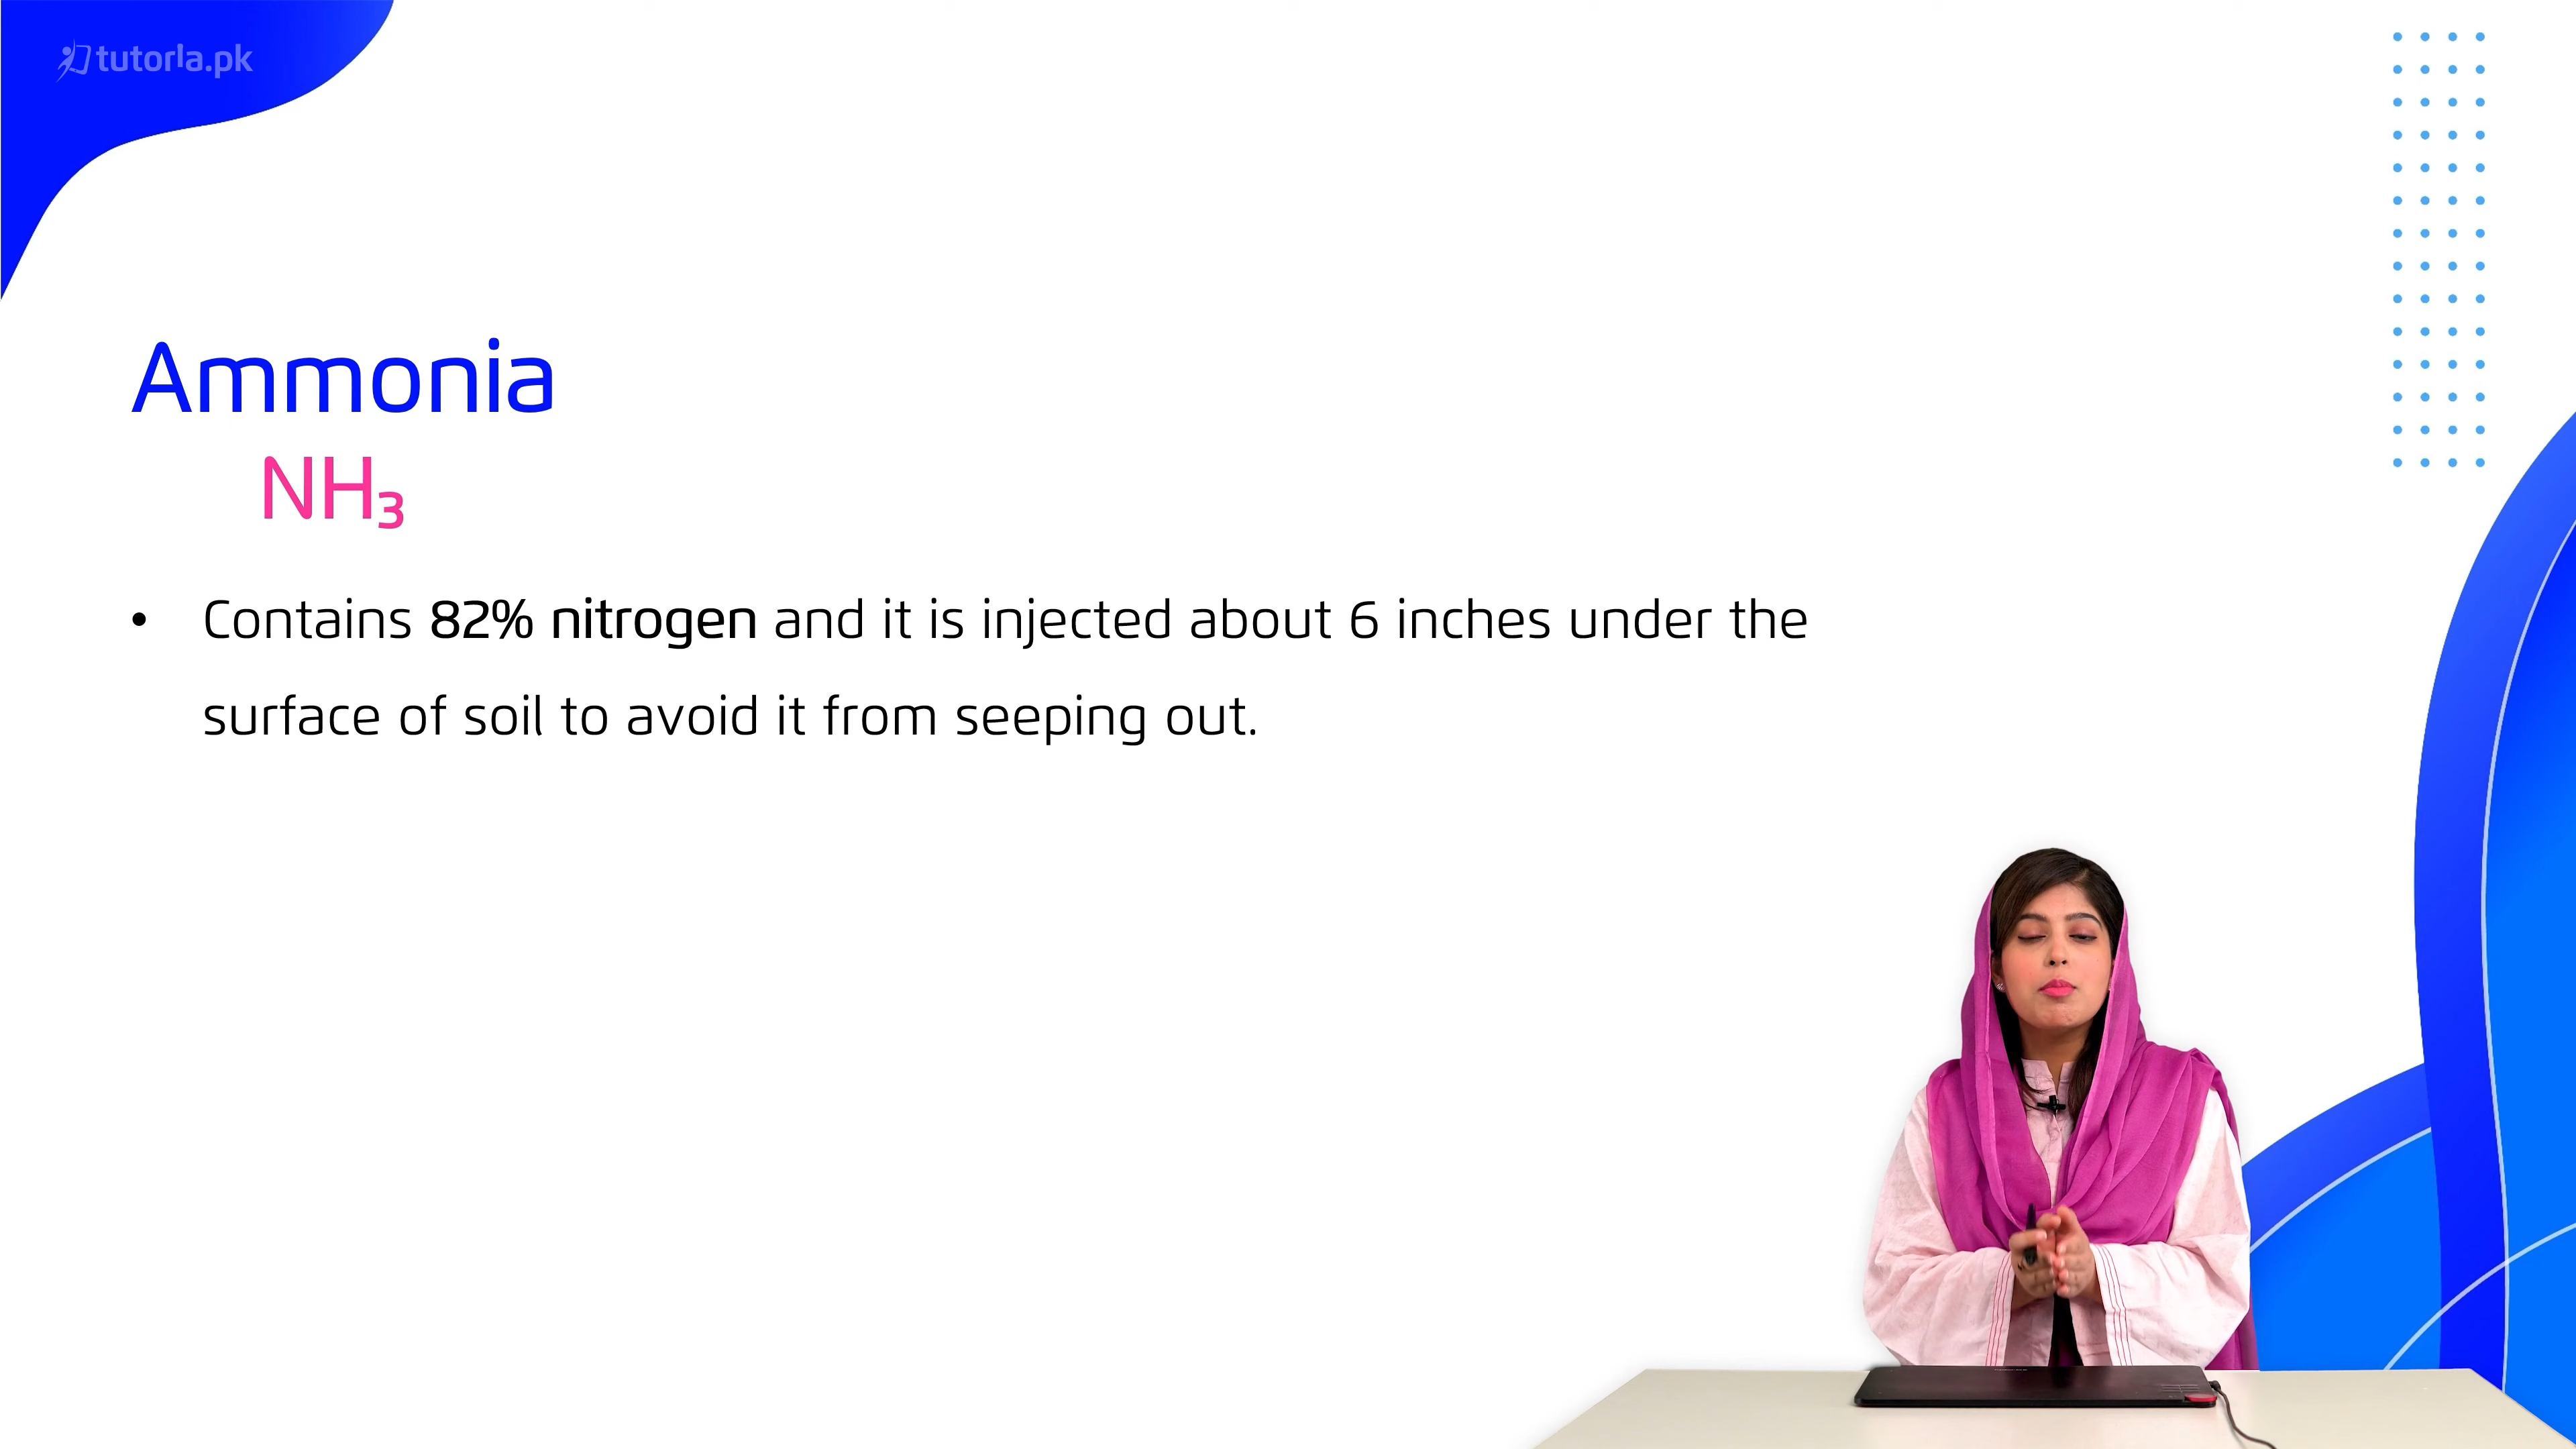 tutorla.pk
Ammonia
NH₃
• Contains 82% nitrogen and it is injected about 6 inches under the
surface of soil to avoid it from seeping out.